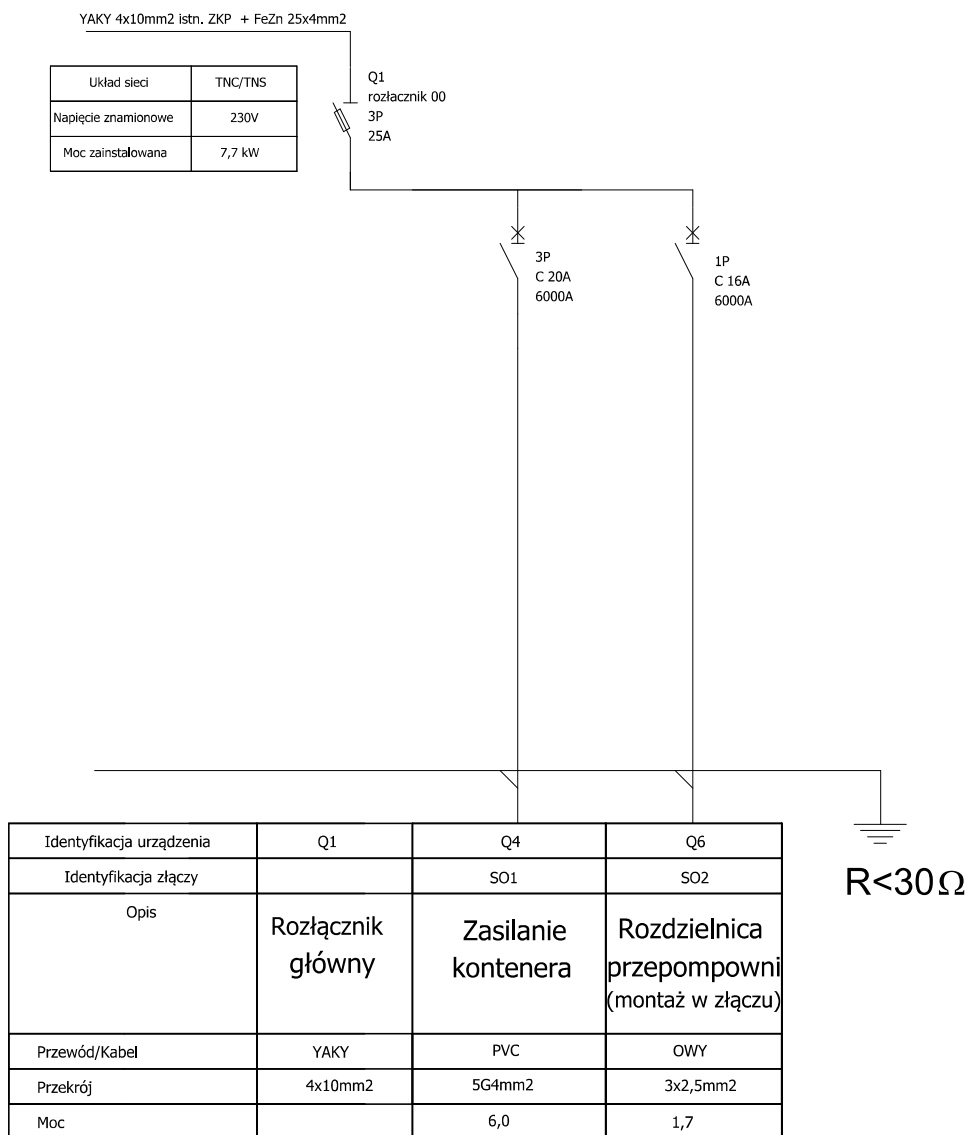 YAKY 4x10mm2 istn. ZKP + FeZn 25x4mm2
Układ sieci TNC/TNS
Napięcie znamionowe 230V
Moc zainstalowana 7,7 kW
Q1
rozłacznik 00
3P
25A
3P
C 20A
6000A
1P
C 16A
6000A
Identyfikacja urządzenia Q1 Q4 Q6
Identyfikacja złączy SO1 SO2
Opis
Rozłącznik
główny
Zasilanie
kontenera
Rozdzielnica
przepompowni
(montaż w złączu)
Przewód/Kabel YAKY PVC OWY
Przekrój 4x10mm2 5G4mm2 3x2,5mm2
Moc 6,0 1,7
R<30Ω